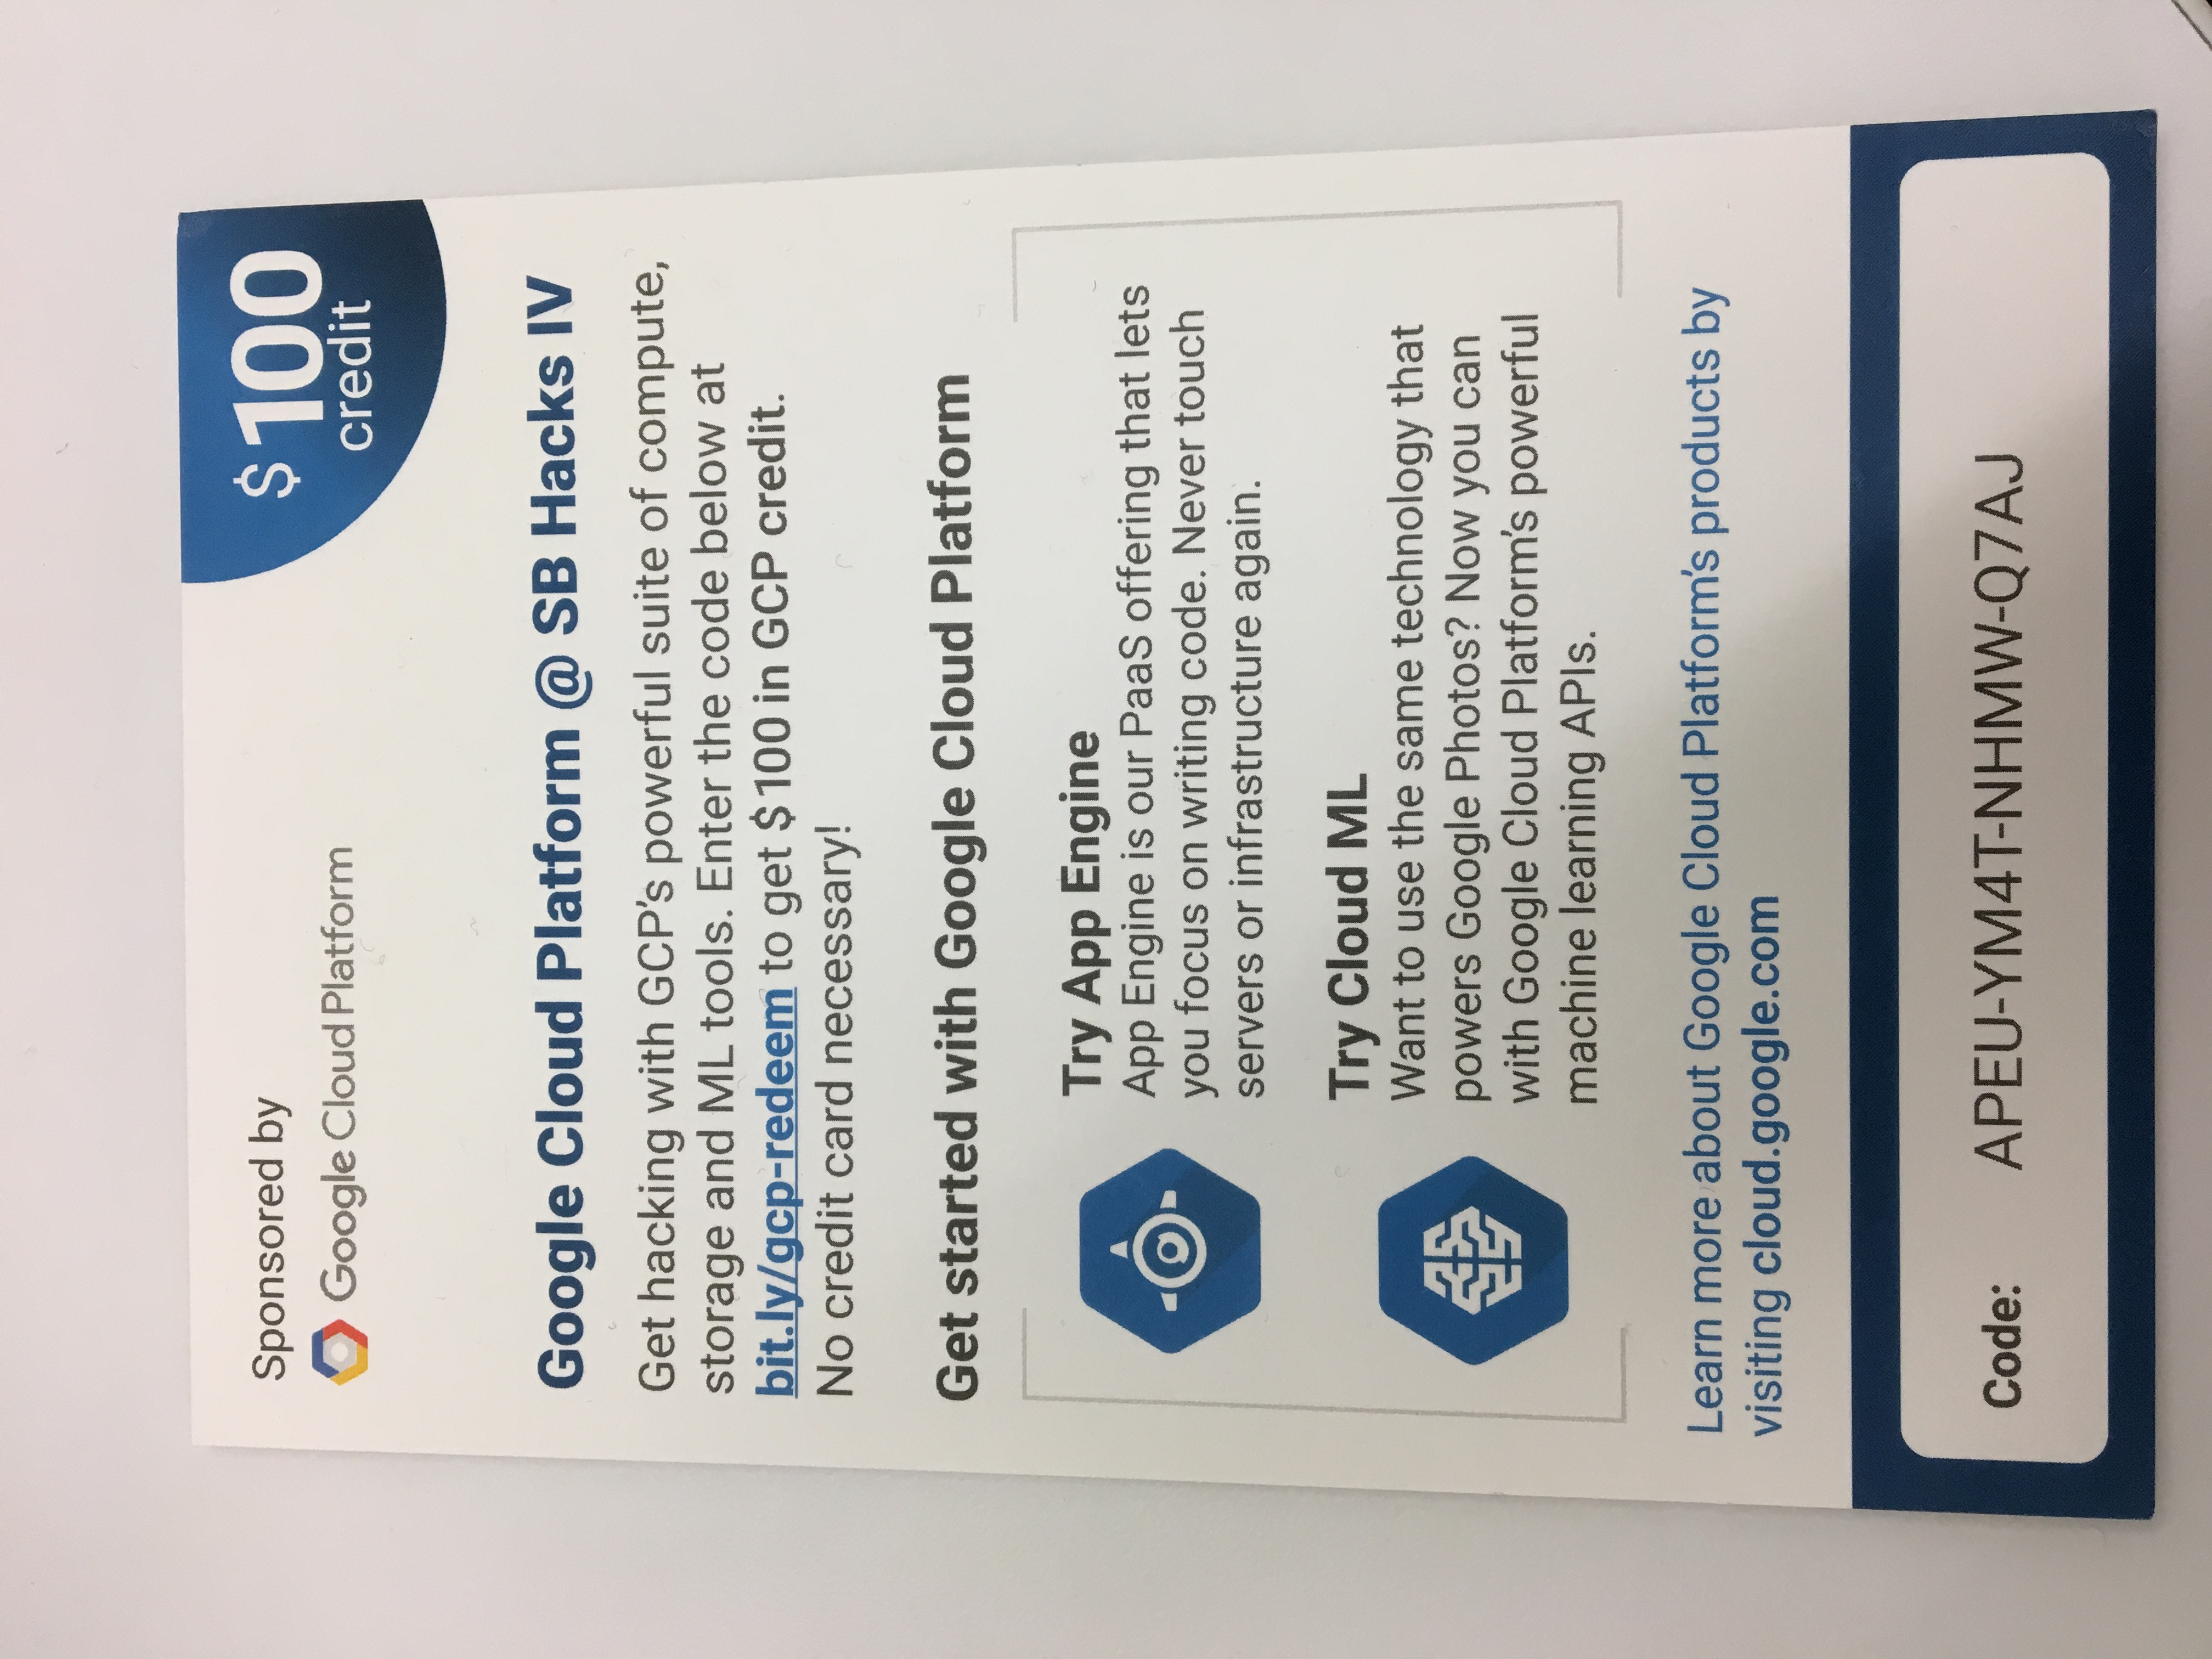 Sponsored by
Google Cloud Platform
$100
credit
Google Cloud Platform @ SB Hacks IV
Get hacking with GCP's powerful suite of compute,
storage and ML tools. Enter the code below at
bit.ly/gcp-redeem to get $100 in GCP credit.
No credit card necessary!
Get started with Google Cloud Platform
Try App Engine
App Engine is our PaaS offering that lets
you focus on writing code. Never touch
servers or infrastructure again.
Try Cloud ML
Want to use the same technology that
powers Google Photos? Now you can
with Google Cloud Platform's powerful
machine learning APIs.
Learn more about Google Cloud Platform's products by
visiting cloud.google.com
Code: APEU-YM4T-NHMW-Q7AJ